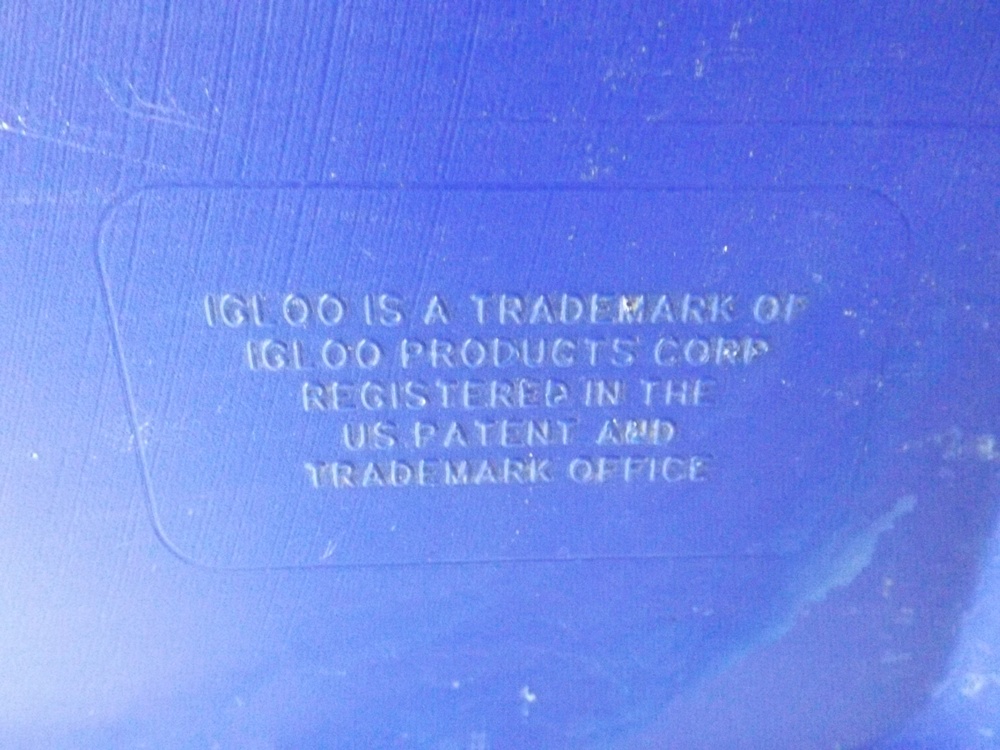 IGLOO IS A TRADEMARK OF
IGLOO PRODUCTS CORP
REGISTERED IN THE
US PATENT AND
TRADEMARK OFFICE